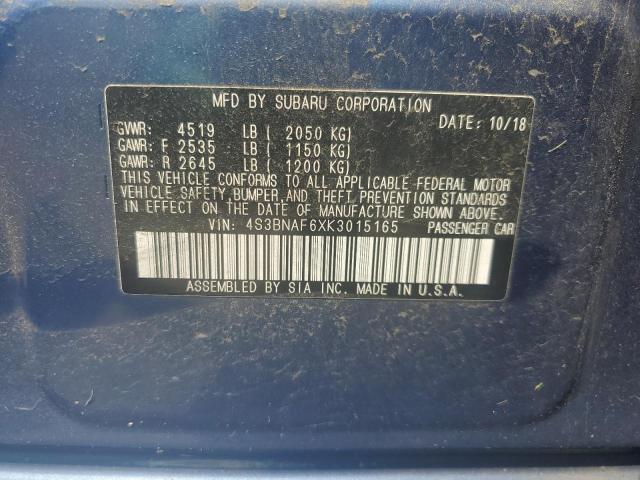 MFD BY SUBARU CORPORATION
DATE: 10/18
GVWR: 4519 LB ( 2050 KG)
GAWR: F 2535 LB ( 1150 KG)
GAWR: R 2645 LB ( 1200 KG)
THIS VEHICLE CONFORMS TO ALL APPLICABLE FEDERAL MOTOR
VEHICLE SAFETY, BUMPER, AND THEFT PREVENTION STANDARDS
IN EFFECT ON THE DATE OF MANUFACTURE SHOWN ABOVE.
VIN: 4S3BNAF6XK3015165 PASSENGER CAR
ASSEMBLED BY SIA INC. MADE IN U.S.A.